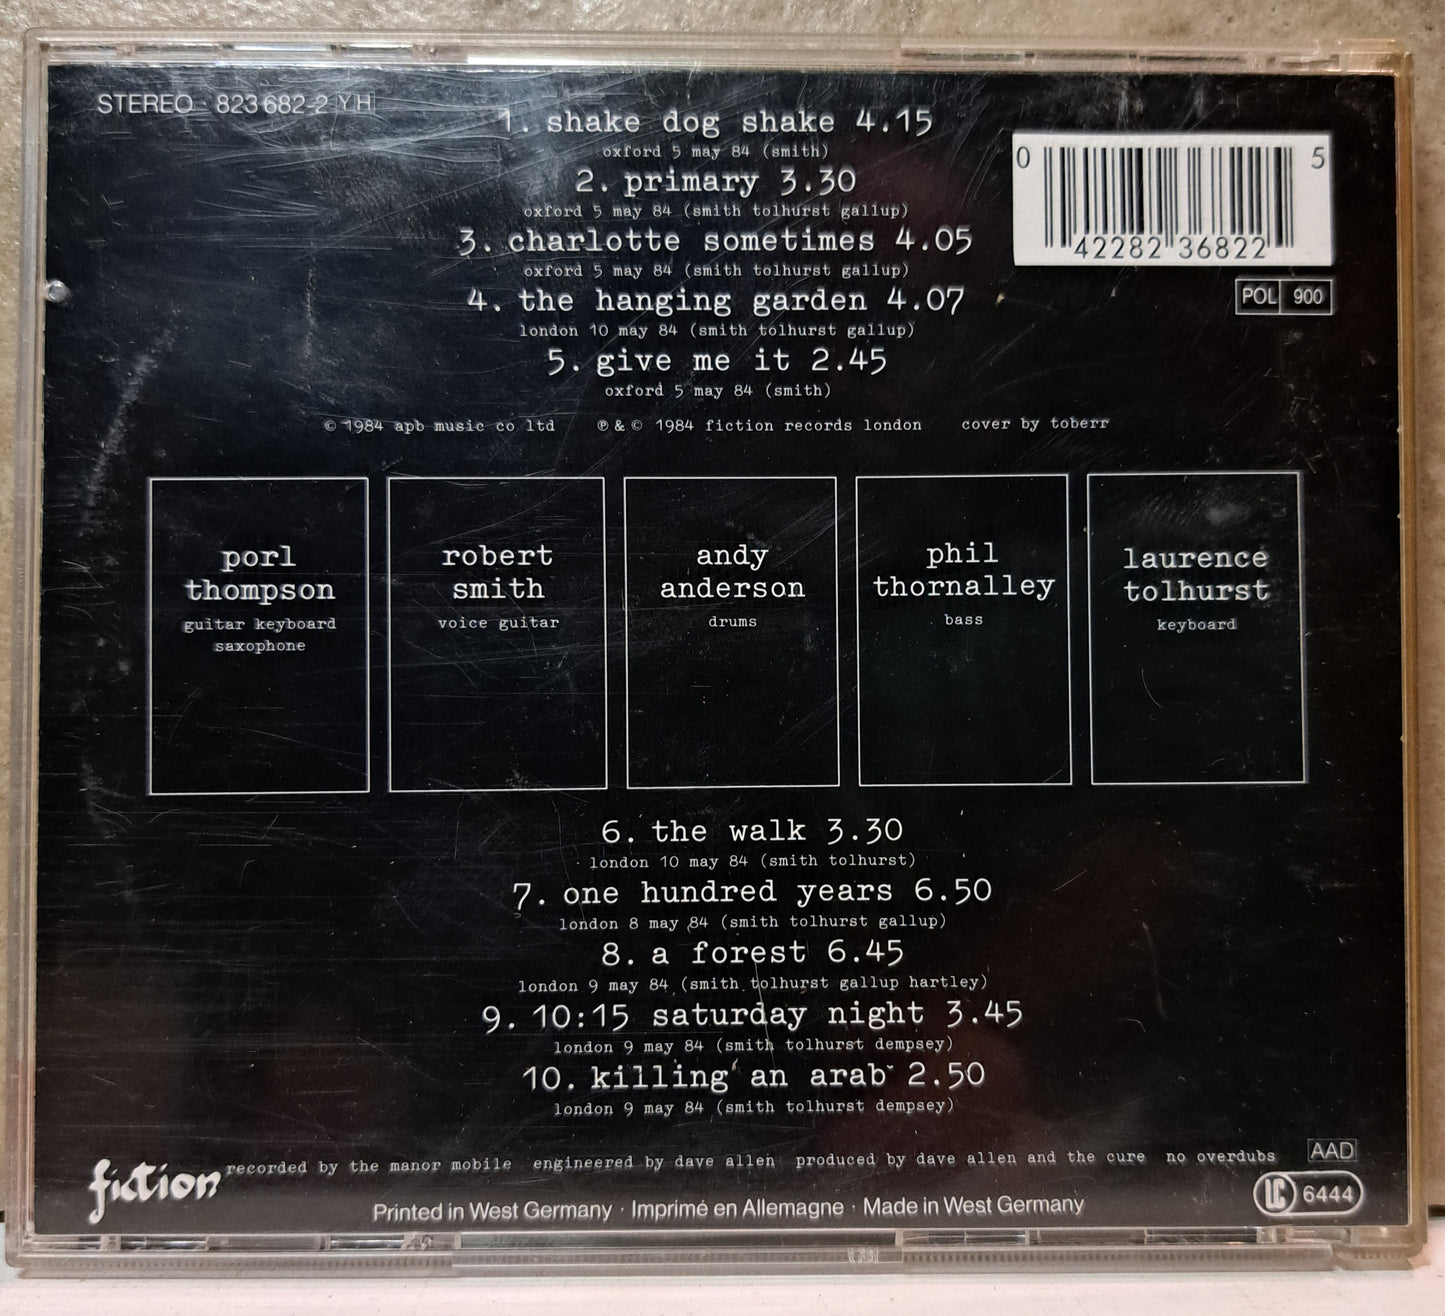 STEREO · 823 682-2 YH
1. shake dog shake 4.15
oxford 5 may 84 (smith)
2. primary 3.30
oxford 5 may 84 (smith tolhurst gallup)
3. charlotte sometimes 4.05
oxford 5 may 84 (smith tolhurst gallup)
4. the hanging garden 4.07
london 10 may 84 (smith tolhurst gallup)
5. give me it 2.45
oxford 5 may 84 (smith)
0 42282 36822 5
POL 900
© 1984 apb music co ltd ℗ & © 1984 fiction records london cover by toberr
porl
thompson
guitar keyboard
saxophone
robert
smith
voice guitar
andy
anderson
drums
phil
thornalley
bass
laurence
tolhurst
keyboard
6. the walk 3.30
london 10 may 84 (smith tolhurst)
7. one hundred years 6.50
london 8 may 84 (smith tolhurst gallup)
8. a forest 6.45
london 9 may 84 (smith tolhurst gallup hartley)
9. 10:15 saturday night 3.45
london 9 may 84 (smith tolhurst dempsey)
10. killing an arab 2.50
london 9 may 84 (smith tolhurst dempsey)
fiction
recorded by the manor mobile engineered by dave allen produced by dave allen and the cure no overdubs
AAD
LC 6444
Printed in West Germany · Imprimé en Allemagne · Made in West Germany